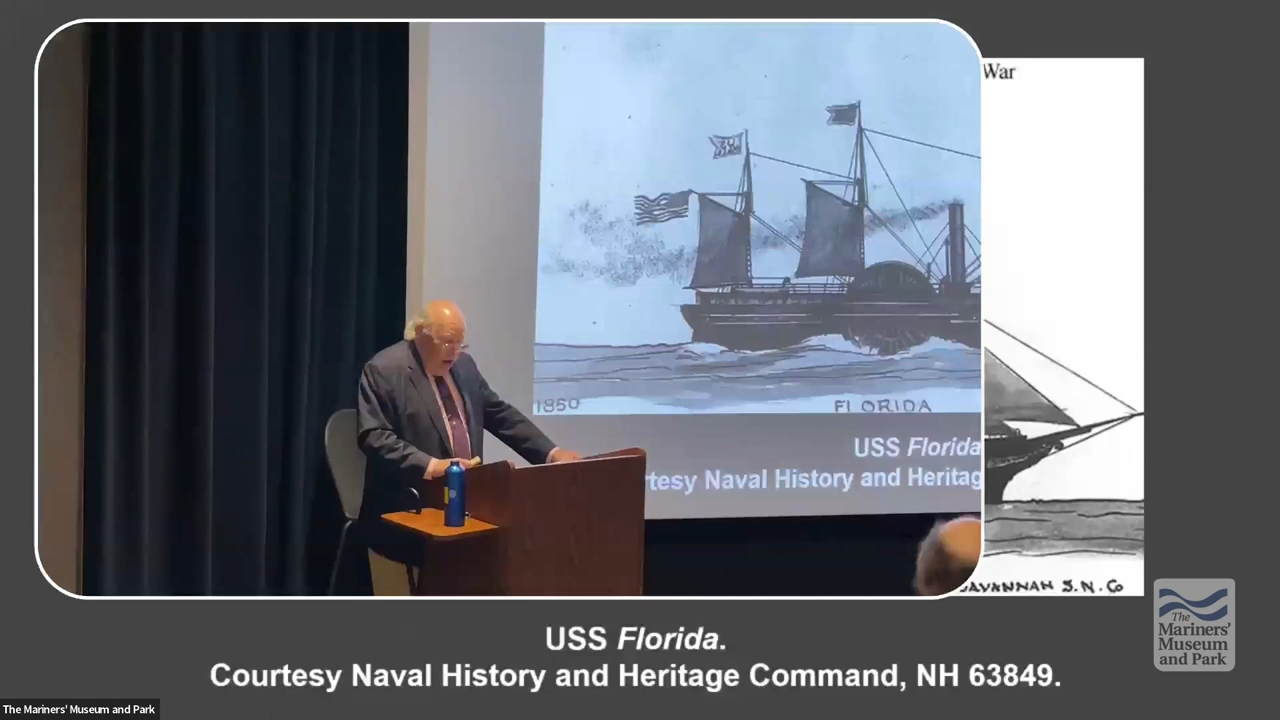 War
1850
FLORIDA
USS Florida
rtesy Naval History and Heritag
SAVANNAH S.N. Co
USS Florida.
Courtesy Naval History and Heritage Command, NH 63849.
The
Mariners'
Museum
and Park
The Mariners' Museum and Park